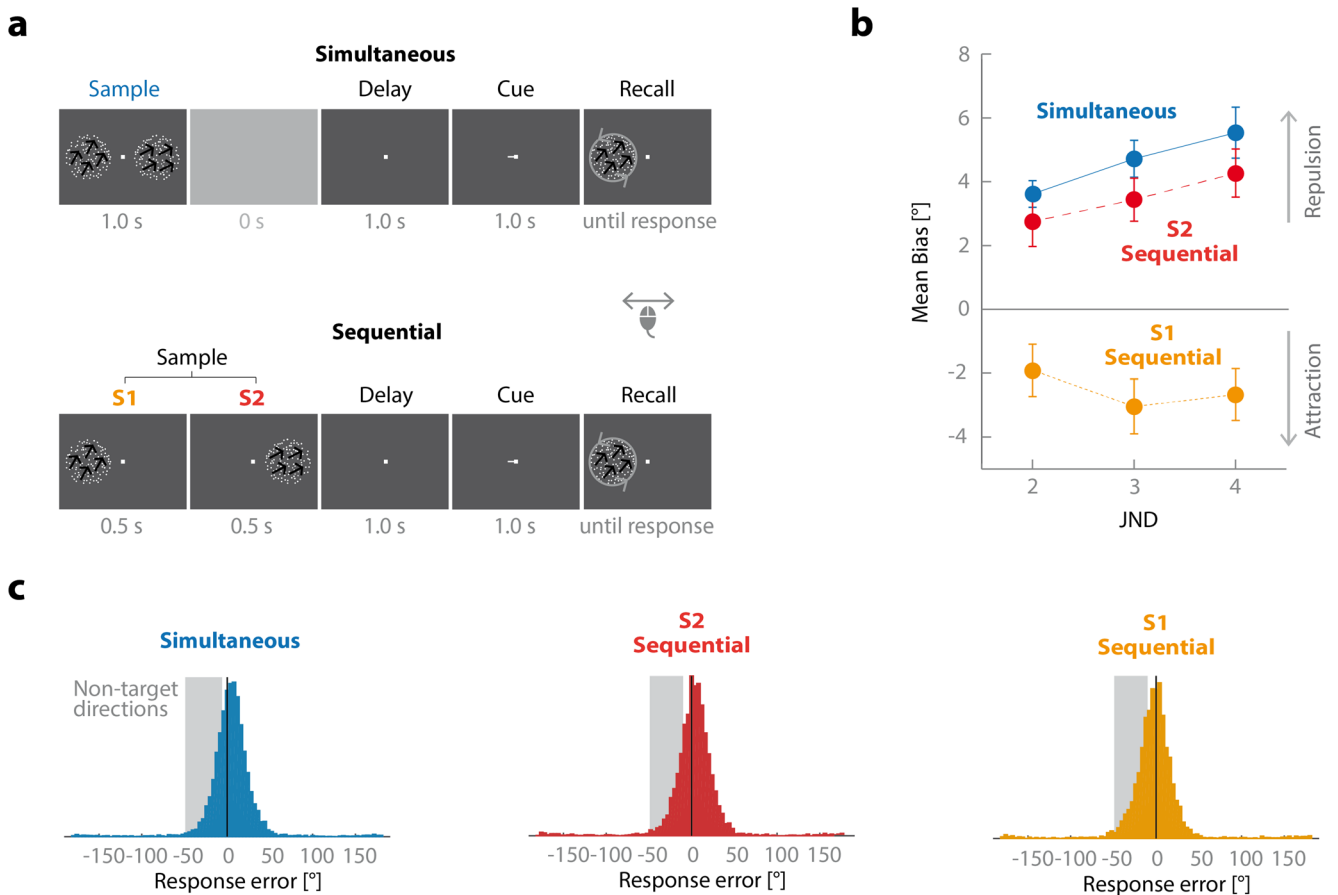 a
Simultaneous
Sample
Delay
Cue
Recall
1.0 s
0 s
1.0 s
1.0 s
until response
Sequential
Sample
S1
S2
Delay
Cue
Recall
0.5 s
0.5 s
1.0 s
1.0 s
until response
b
8
6
4
2
0
-2
-4
Mean Bias [°]
Simultaneous
S2
Sequential
S1
Sequential
Repulsion
Attraction
2
3
4
JND
c
Simultaneous
Non-target
directions
-150
-100
-50
0
50
100
150
Response error [°]
S2
Sequential
-150
-100
-50
0
50
100
150
Response error [°]
S1
Sequential
-150
-100
-50
0
50
100
150
Response error [°]